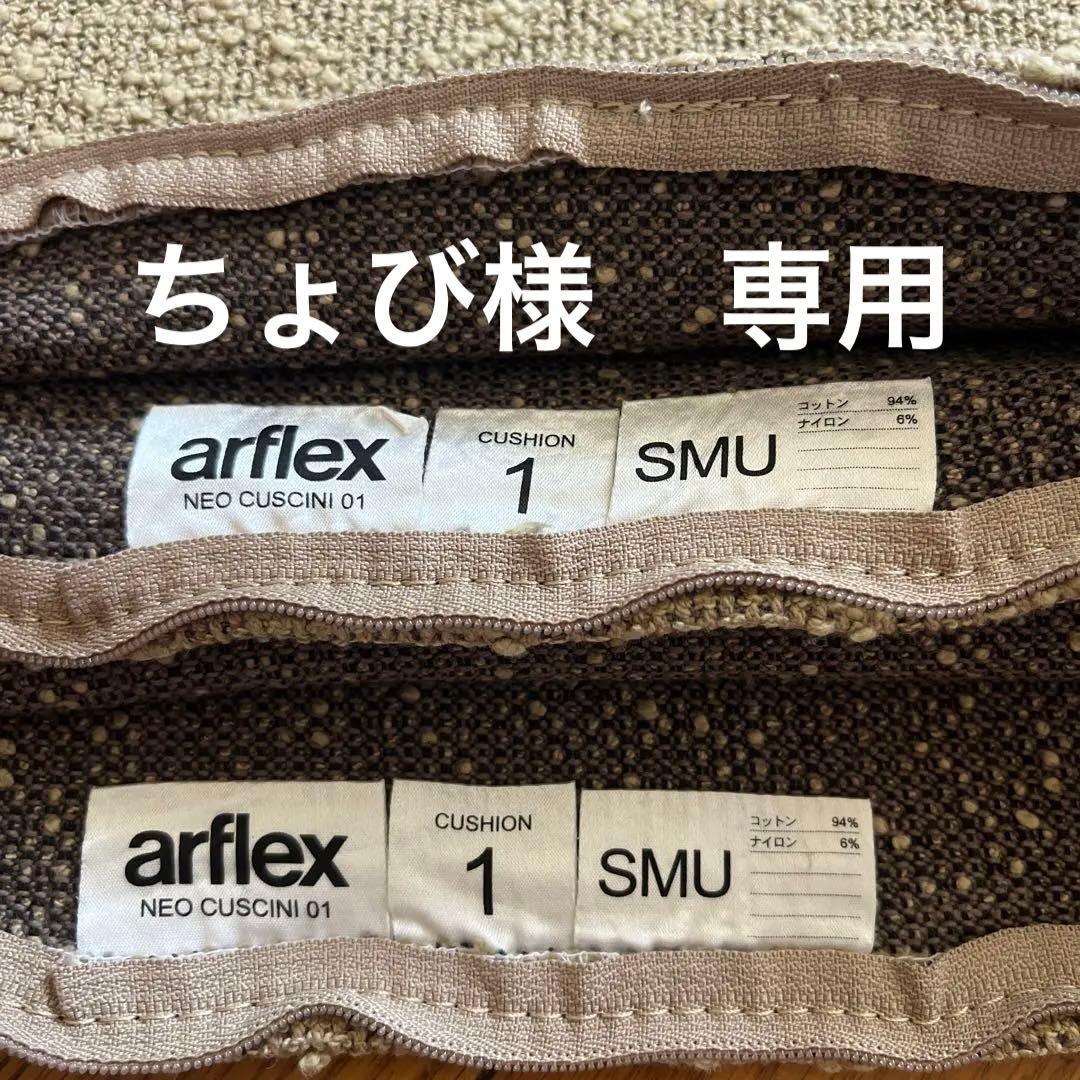 ちょび様　専用
arflex
NEO CUSCINI 01
CUSHION
1
SMU
コットン 94%
ナイロン 6%
arflex
NEO CUSCINI 01
CUSHION
1
SMU
コットン 94%
ナイロン 6%